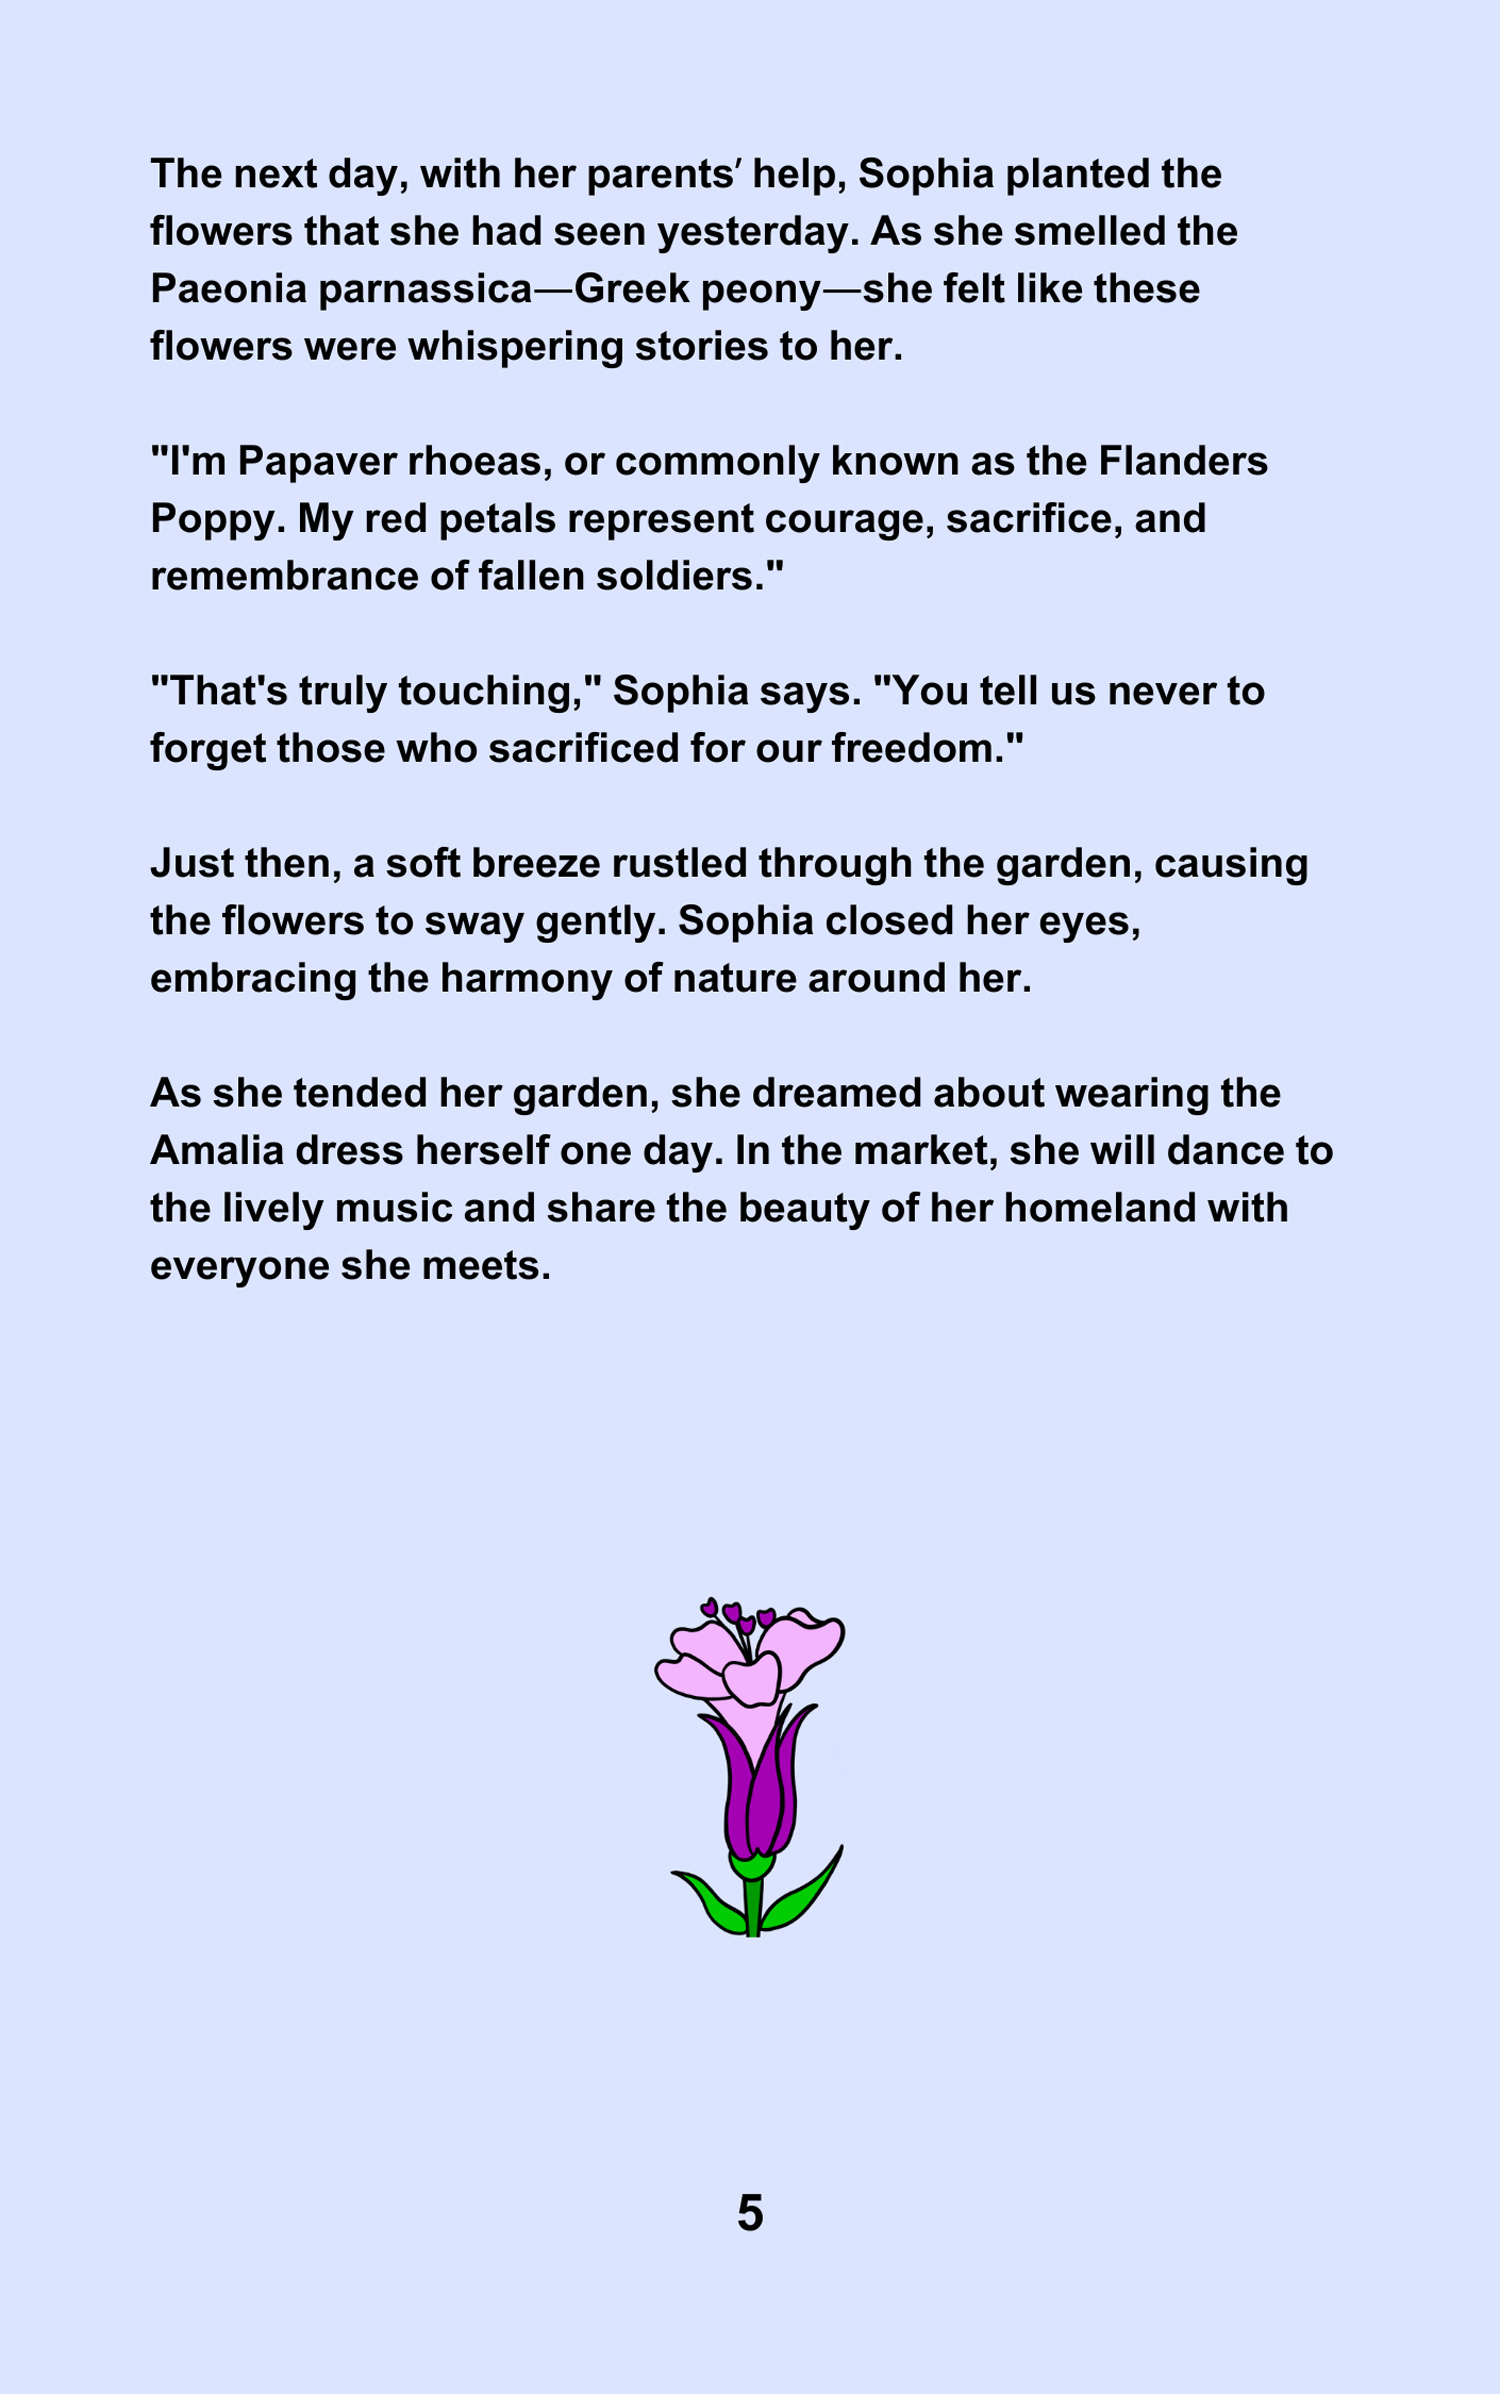 The next day, with her parents′ help, Sophia planted the
flowers that she had seen yesterday. As she smelled the
Paeonia parnassica—Greek peony—she felt like these
flowers were whispering stories to her.
"I'm Papaver rhoeas, or commonly known as the Flanders
Poppy. My red petals represent courage, sacrifice, and
remembrance of fallen soldiers."
"That's truly touching," Sophia says. "You tell us never to
forget those who sacrificed for our freedom."
Just then, a soft breeze rustled through the garden, causing
the flowers to sway gently. Sophia closed her eyes,
embracing the harmony of nature around her.
As she tended her garden, she dreamed about wearing the
Amalia dress herself one day. In the market, she will dance to
the lively music and share the beauty of her homeland with
everyone she meets.
5